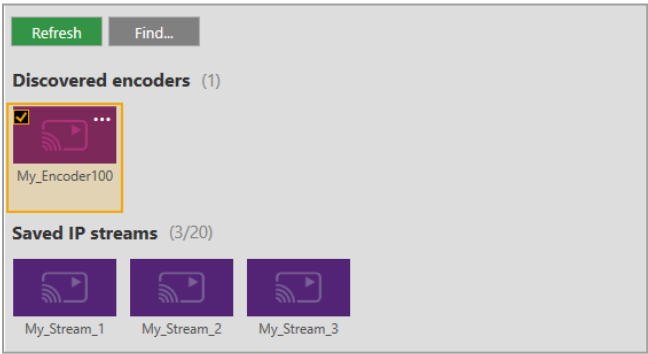 Refresh Find...
Discovered encoders (1)
My_Encoder100
Saved IP streams (3/20)
My_Stream_1 My_Stream_2 My_Stream_3